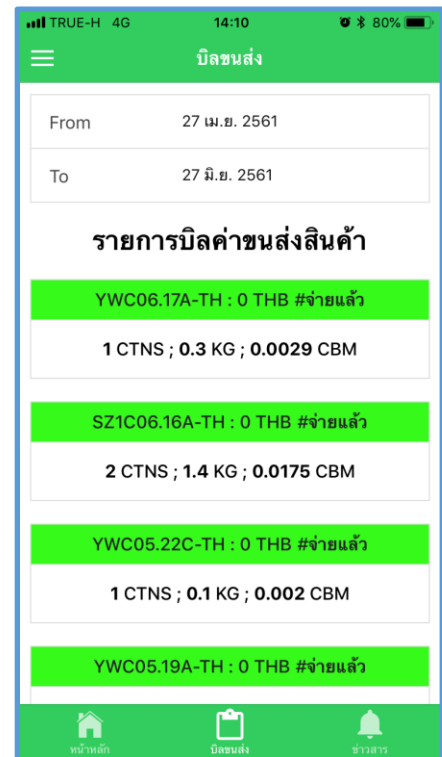 TRUE-H 4G 14:10 80%
บิลขนส่ง
From 27 เม.ย. 2561
To 27 มิ.ย. 2561
รายการบิลค่าขนส่งสินค้า
YWC06.17A-TH : 0 THB #จ่ายแล้ว
1 CTNS ; 0.3 KG ; 0.0029 CBM
SZ1C06.16A-TH : 0 THB #จ่ายแล้ว
2 CTNS ; 1.4 KG ; 0.0175 CBM
YWC05.22C-TH : 0 THB #จ่ายแล้ว
1 CTNS ; 0.1 KG ; 0.002 CBM
YWC05.19A-TH : 0 THB #จ่ายแล้ว
หน้าหลัก บิลขนส่ง ข่าวสาร